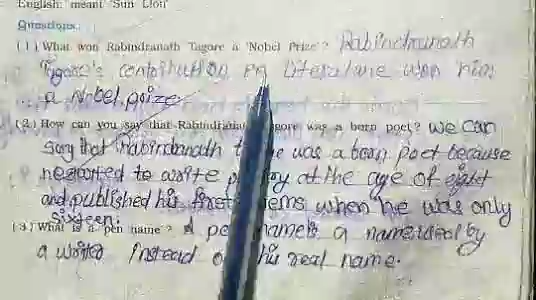 English meant 'Sun Lion'
Questions:
(1) What won Rabindranath Tagore a 'Nobel Prize'? Rabindranath
Tagore's contribution in literature won him
a Nobel prize
(2) How can you say that Rabindranath Tagore was a born poet? we can
say that rabindranath was a born poet because
he started to write at the age of eight
and published his first when he was only
sixteen.
(3) What is a pen name? A pen name is a name used by
a writer Instead of his real name.